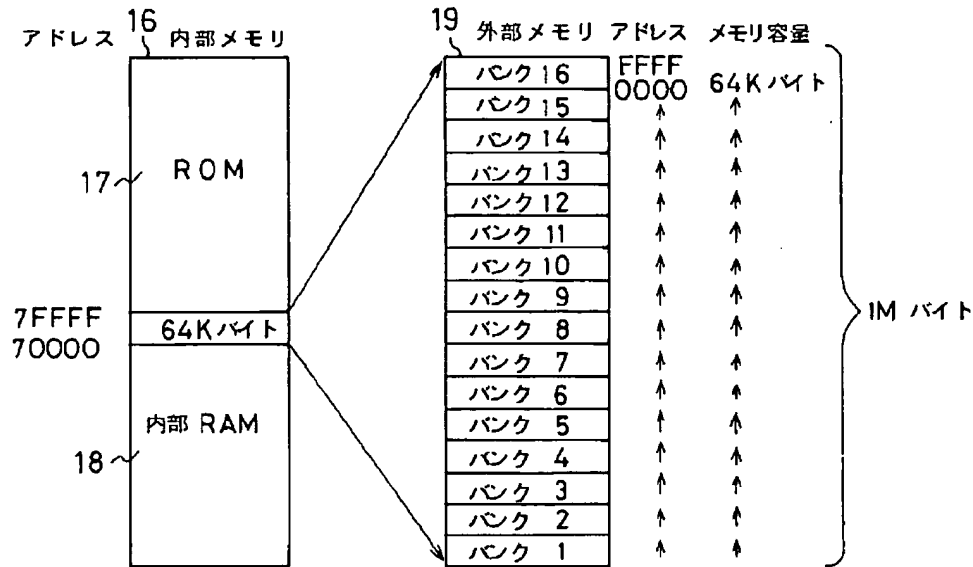 16 19
アドレス 内部メモリ 外部メモリ アドレス メモリ容量
バンク 16 FFFF
0000 64Kバイト
バンク 15 ↑ ↑
バンク 14 ↑ ↑
17 ROM バンク 13 ↑ ↑
バンク 12 ↑ ↑
バンク 11 ↑ ↑
バンク 10 ↑ ↑
バンク 9 ↑ ↑
7FFFF 64Kバイト バンク 8 ↑ ↑ 1M バイト
70000 バンク 7 ↑ ↑
バンク 6 ↑ ↑
内部 RAM バンク 5 ↑ ↑
18 バンク 4 ↑ ↑
バンク 3 ↑ ↑
バンク 2 ↑ ↑
バンク 1 ↑ ↑